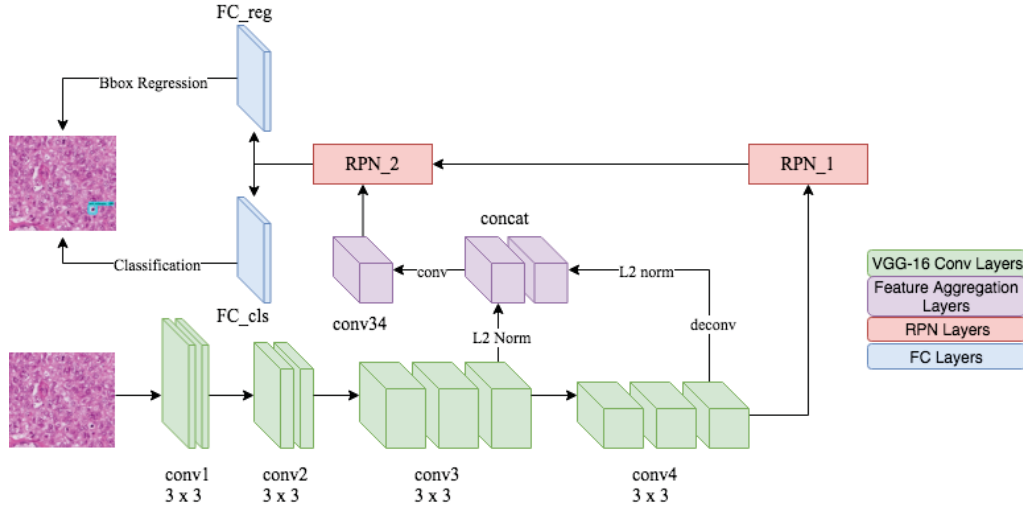 FC_reg
Bbox Regression
RPN_2
RPN_1
concat
Classification
conv
L2 norm
FC_cls
conv34
L2 Norm
deconv
VGG-16 Conv Layers
Feature Aggregation
Layers
RPN Layers
FC Layers
conv1
3 x 3
conv2
3 x 3
conv3
3 x 3
conv4
3 x 3